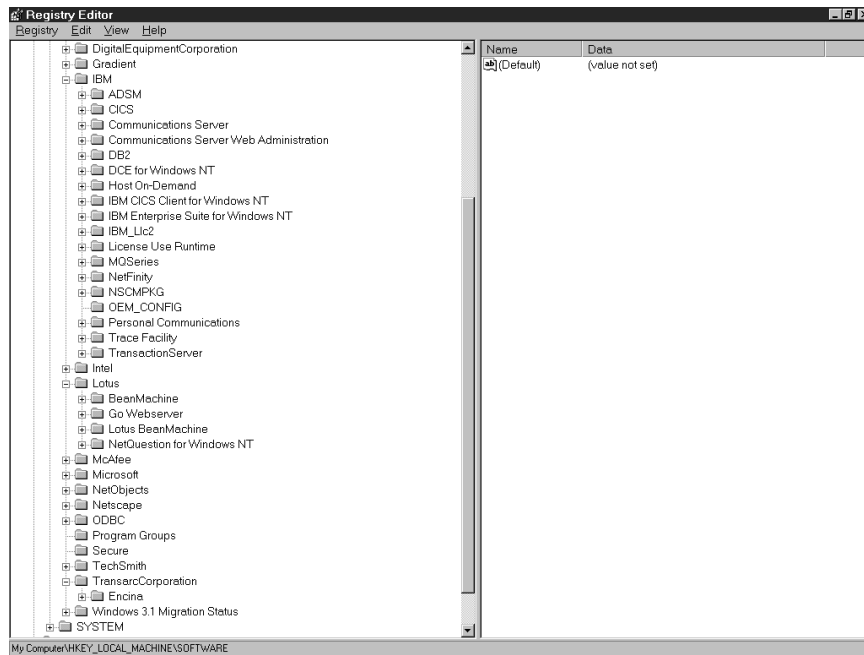 Registry Editor
Registry Edit View Help
DigitalEquipmentCorporation
Gradient
IBM
ADSM
CICS
Communications Server
Communications Server Web Administration
DB2
DCE for Windows NT
Host On-Demand
IBM CICS Client for Windows NT
IBM Enterprise Suite for Windows NT
IBM_Llc2
License Use Runtime
MQSeries
NetFinity
NSCMPKG
OEM_CONFIG
Personal Communications
Trace Facility
TransactionServer
Intel
Lotus
BeanMachine
Go Webserver
Lotus BeanMachine
NetQuestion for Windows NT
McAfee
Microsoft
NetObjects
Netscape
ODBC
Program Groups
Secure
TechSmith
TransarcCorporation
Encina
Windows 3.1 Migration Status
SYSTEM
Name Data
ab (Default) (value not set)
My Computer\HKEY_LOCAL_MACHINE\SOFTWARE